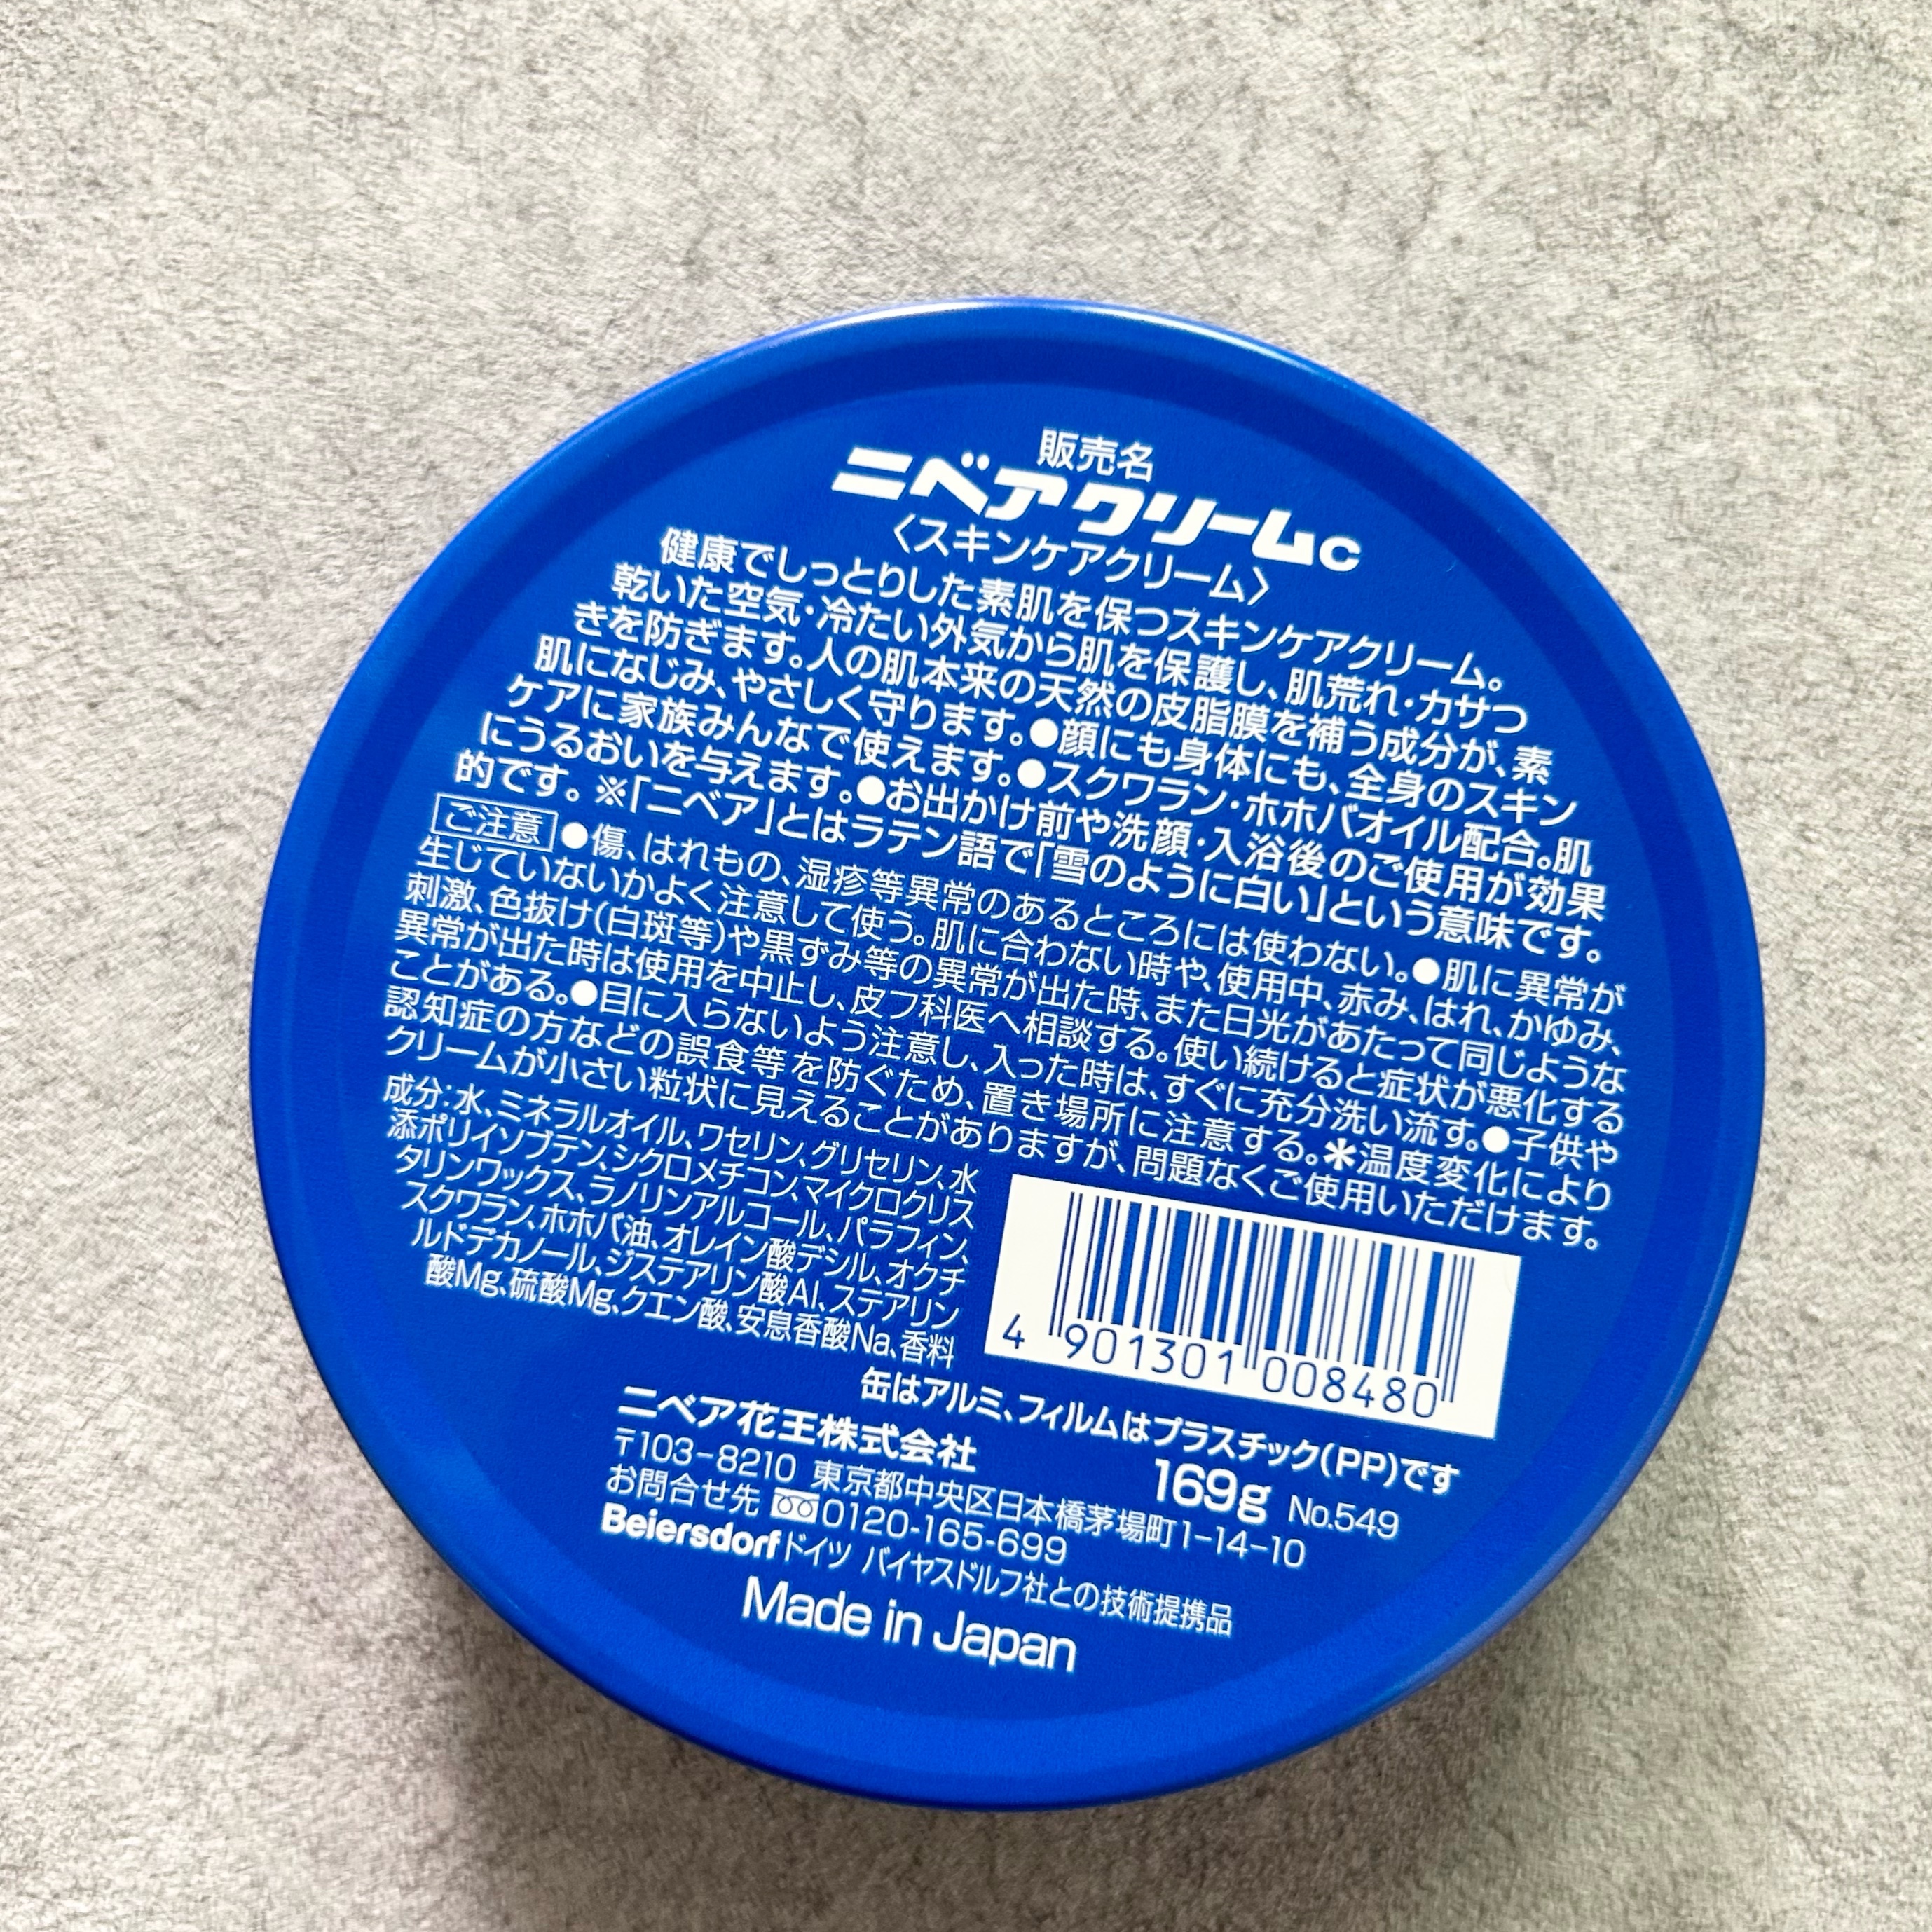 販売名
ニベアクリームc
〈スキンケアクリーム〉
健康でしっとりした素肌を保つスキンケアクリーム。
乾いた空気・冷たい外気から肌を保護し、肌荒れ・カサつ
きを防ぎます。人の肌本来の天然の皮脂膜を補う成分が、素
肌になじみ、やさしく守ります。●顔にも身体にも、全身のスキン
ケアに家族みんなで使えます。●スクワラン・ホホバオイル配合。肌
にうるおいを与えます。●お出かけ前や洗顔・入浴後のご使用が効果
的です。※「ニベア」とはラテン語で「雪のように白い」という意味です。
ご注意 ●傷、はれもの、湿疹等異常のあるところには使わない。●肌に異常が
生じていないかよく注意して使う。肌に合わない時や、使用中、赤み、はれ、かゆみ、
刺激、色抜け(白斑等)や黒ずみ等の異常が出た時、また日光があたって同じような
異常が出た時は使用を中止し、皮フ科医へ相談する。使い続けると症状が悪化する
ことがある。●目に入らないよう注意し、入った時は、すぐに充分洗い流す。●子供や
認知症の方などの誤食等を防ぐため、置き場所に注意する。＊温度変化により
クリームが小さい粒状に見えることがありますが、問題なくご使用いただけます。
成分:水、ミネラルオイル、ワセリン、グリセリン、水
添ポリイソブテン、シクロメチコン、マイクロクリス
タリンワックス、ラノリンアルコール、パラフィン、
スクワラン、ホホバ油、オレイン酸デシル、オクチ
ルドデカノール、ジステアリン酸Al、ステアリン
酸Mg、硫酸Mg、クエン酸、安息香酸Na、香料
4 901301 008480
缶はアルミ、フィルムはプラスチック(PP)です
169g No.549
ニベア花王株式会社
〒103-8210 東京都中央区日本橋茅場町1-14-10
お問合せ先 0120-165-699
Beiersdorfドイツ バイヤスドルフ社との技術提携品
Made in Japan